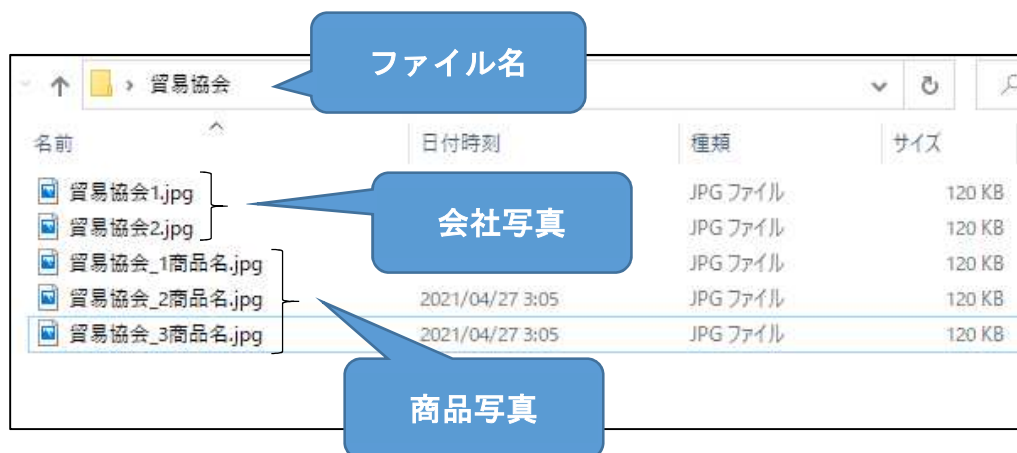 ファイル名
貿易協会
名前 日付時刻 種類 サイズ
貿易協会1.jpg JPG ファイル 120 KB
会社写真
貿易協会2.jpg JPG ファイル 120 KB
貿易協会_1商品名.jpg JPG ファイル 120 KB
貿易協会_2商品名.jpg 2021/04/27 3:05 JPG ファイル 120 KB
貿易協会_3商品名.jpg 2021/04/27 3:05 JPG ファイル 120 KB
商品写真